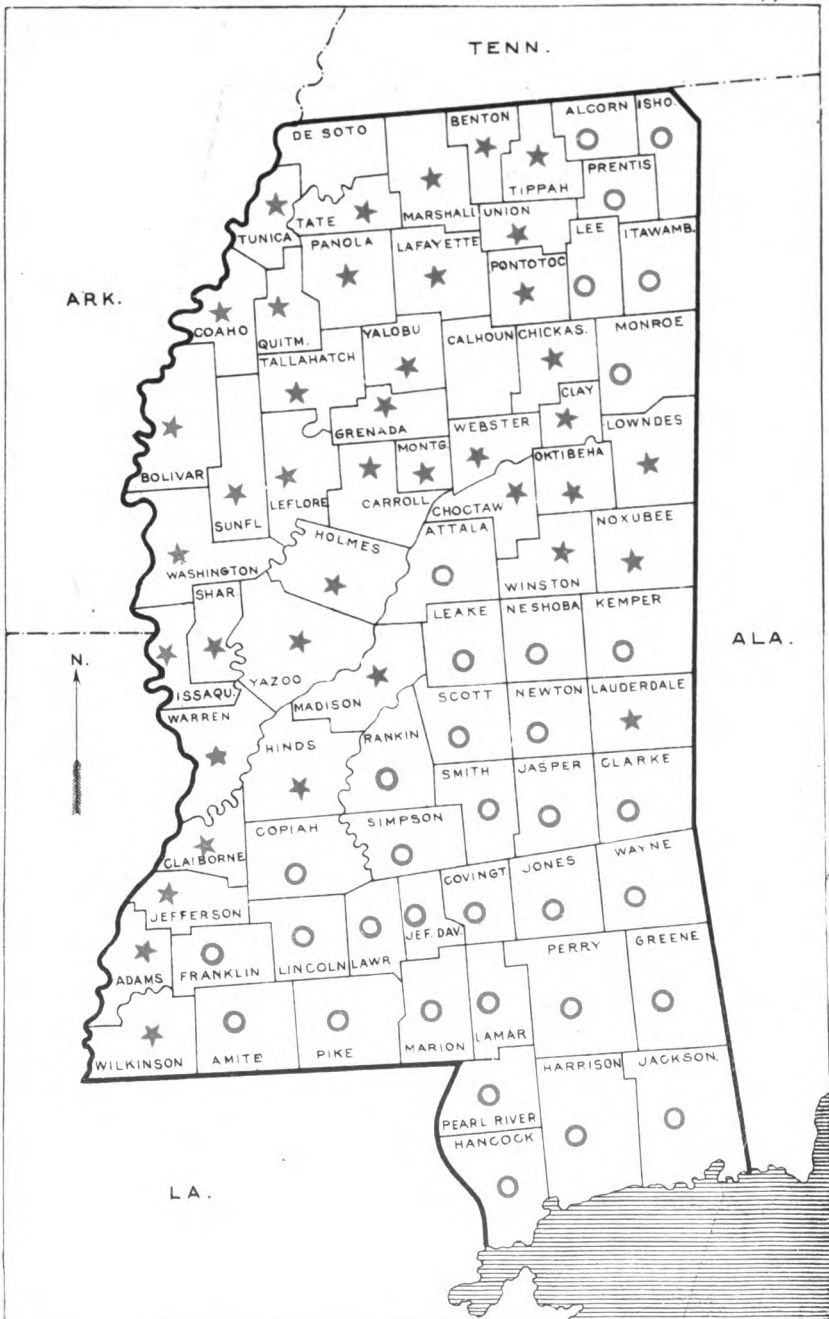 TENN.
DE SOTO
BENTON
ALCORN
ISHO.
TIPPAH
PRENTIS
TUNICA
TATE
MARSHALL
UNION
PANOLA
LAFAYETTE
LEE
ITAWAMB.
PONTOTOC
ARK.
COAHO
QUITM.
YALOBU
CALHOUN
CHICKAS.
MONROE
TALLAHATCH
CLAY
GRENADA
WEBSTER
LOWNDES
MONTG.
OKTIBEHA
BOLIVAR
SUNFL
LEFLORE
CARROLL
CHOCTAW
ATTALA
NOXUBEE
HOLMES
WASHINGTON
WINSTON
SHAR.
LEAKE
NESHOBA
KEMPER
N.
ALA.
ISSAQU.
YAZOO
MADISON
SCOTT
NEWTON
LAUDERDALE
WARREN
HINDS
RANKIN
SMITH
JASPER
CLARKE
COPIAH
SIMPSON
CLAIBORNE
COVINGT.
JONES
WAYNE
JEFFERSON
JEF. DAV.
ADAMS
FRANKLIN
LINCOLN
LAWR
PERRY
GREENE
WILKINSON
AMITE
PIKE
MARION
LAMAR
HARRISON
JACKSON.
PEARL RIVER
HANCOCK
LA.